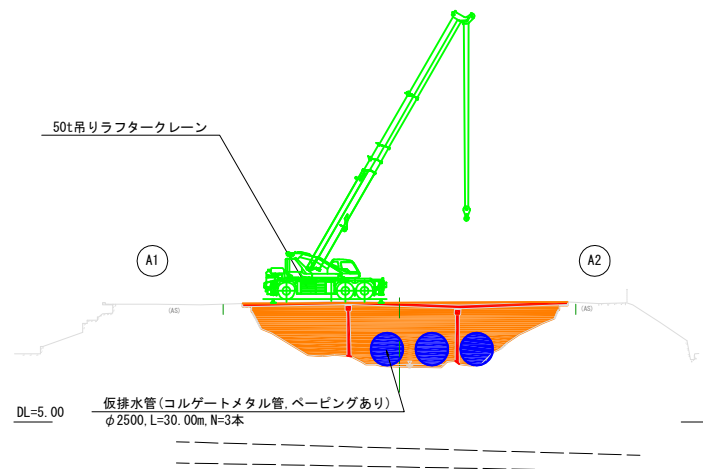 50t吊りラフタークレーン
A1
A2
(AS)
(AS)
仮排水管(コルゲートメタル管,ペービングあり)
φ2500,L=30.00m,N=3本
DL=5.00